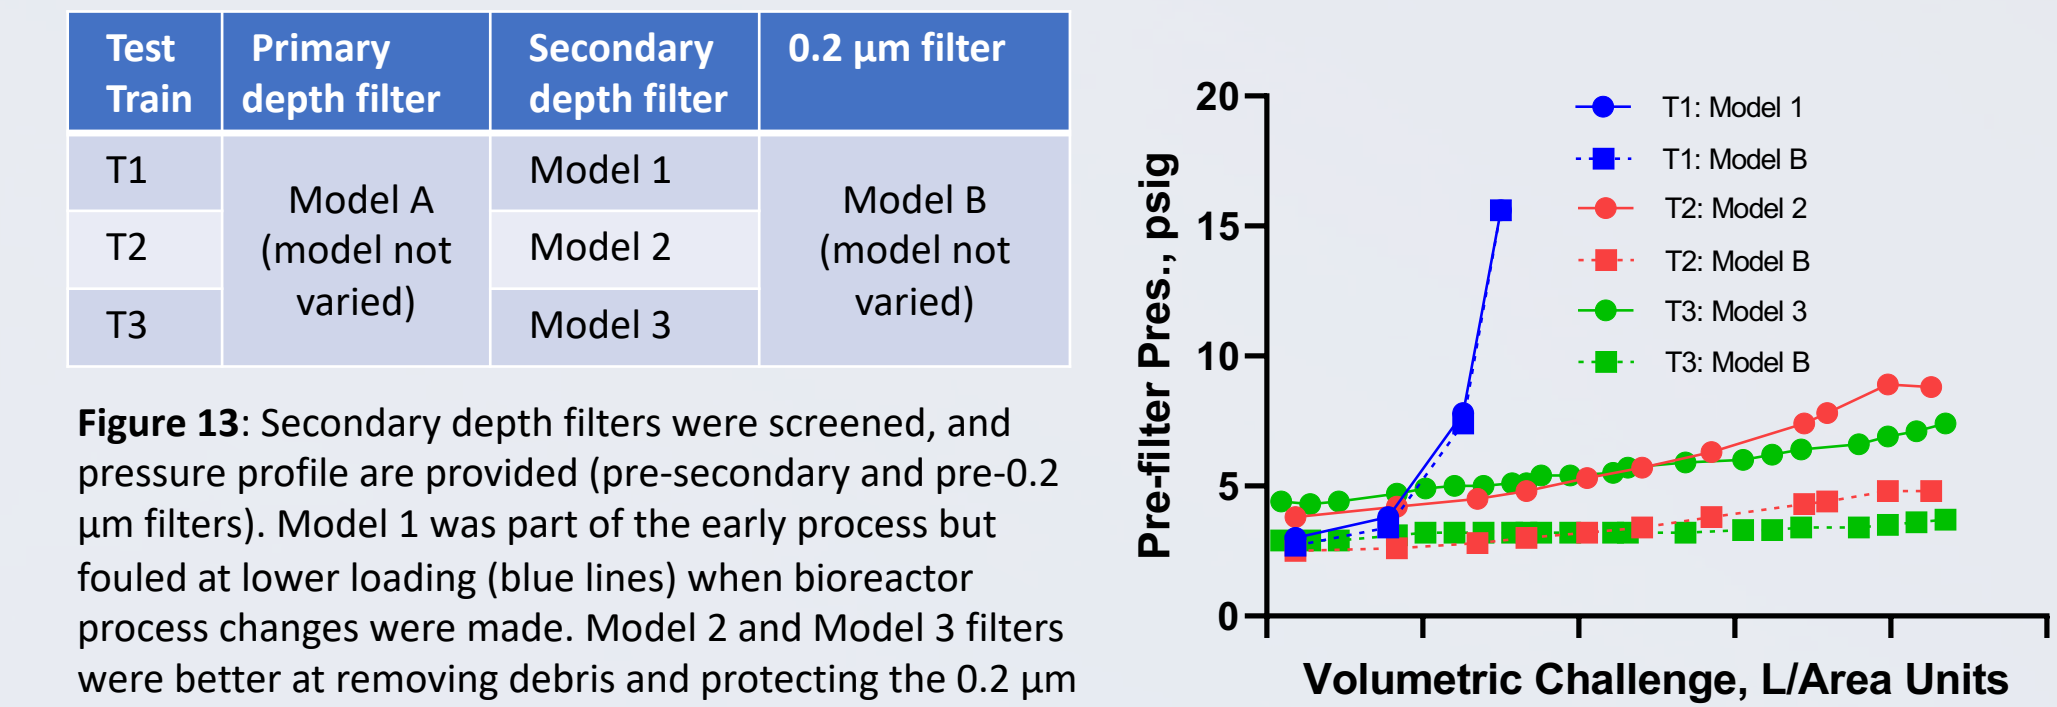 Test Train
Primary depth filter
Secondary depth filter
0.2 µm filter
T1
Model A (model not varied)
Model 1
Model B (model not varied)
T2
Model 2
T3
Model 3
Figure 13: Secondary depth filters were screened, and
pressure profile are provided (pre-secondary and pre-0.2
µm filters). Model 1 was part of the early process but
fouled at lower loading (blue lines) when bioreactor
process changes were made. Model 2 and Model 3 filters
were better at removing debris and protecting the 0.2 µm
Pre-filter Pres., psig
20
15
10
5
0
T1: Model 1
T1: Model B
T2: Model 2
T2: Model B
T3: Model 3
T3: Model B
Volumetric Challenge, L/Area Units